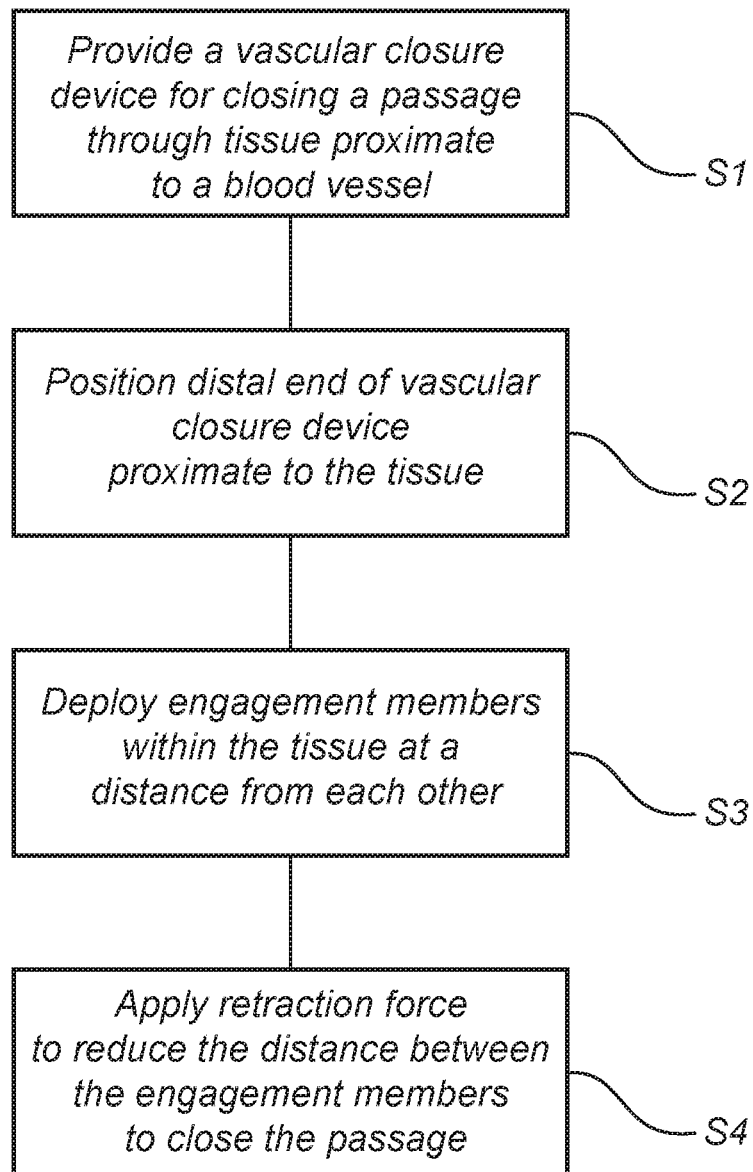 Provide a vascular closure
device for closing a passage
through tissue proximate
to a blood vessel
S1
Position distal end of vascular
closure device
proximate to the tissue
S2
Deploy engagement members
within the tissue at a
distance from each other
S3
Apply retraction force
to reduce the distance between
the engagement members
to close the passage
S4